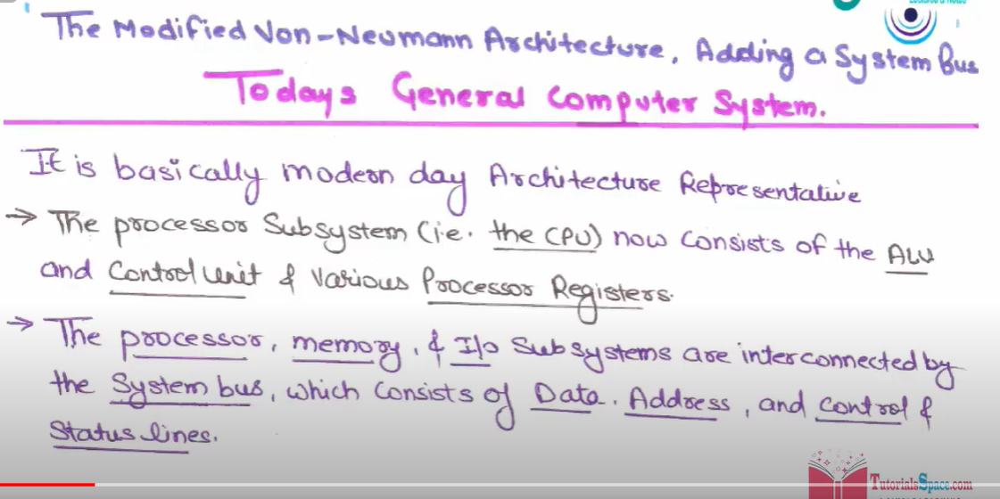 The Modified Von-Neumann Architecture, Adding a System Bus
Todays General Computer System.
It is basically modern day Architecture Representative
→ The processor Subsystem (i.e. the CPU) now consists of the ALU
and Control Unit & Various Processor Registers.
→ The processor, memory, & I/O Subsystems are interconnected by
the System bus, which consists of Data, Address, and Control &
Status lines.
TutorialsSpace.com